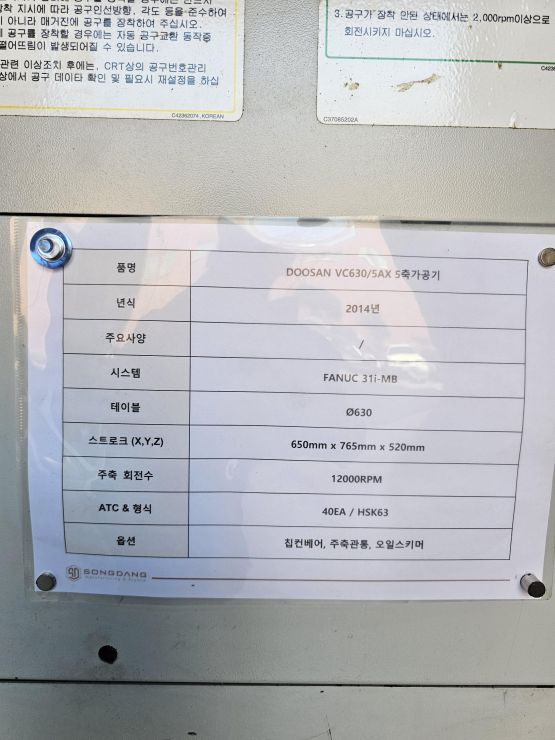 장착 지시에 따라 공구인선방향, 각도 등을 준수하여
아니라 매거진에 공구를 장착하여 주십시오.
공구를 장착할 경우에는 자동 공구교환 동작중
떨어뜨림이 발생되어질 수 있습니다.
관련 이상조치 후에는, CRT상의 공구번호관리
상에서 공구 데이타 확인 및 필요시 재설정을 하십
C42362074, KOREAN
3. 공구가 장착 안된 상태에서는 2,000rpm이상으로
회전시키지 마십시오.
C37085202A
품명 DOOSAN VC630/5AX 5축가공기
년식 2014년
주요사양 /
시스템 FANUC 31i-MB
테이블 Ø630
스트로크 (X,Y,Z) 650mm x 765mm x 520mm
주축 회전수 12000RPM
ATC & 형식 40EA / HSK63
옵션 칩컨베어, 주축관통, 오일스키머
SONGDANG